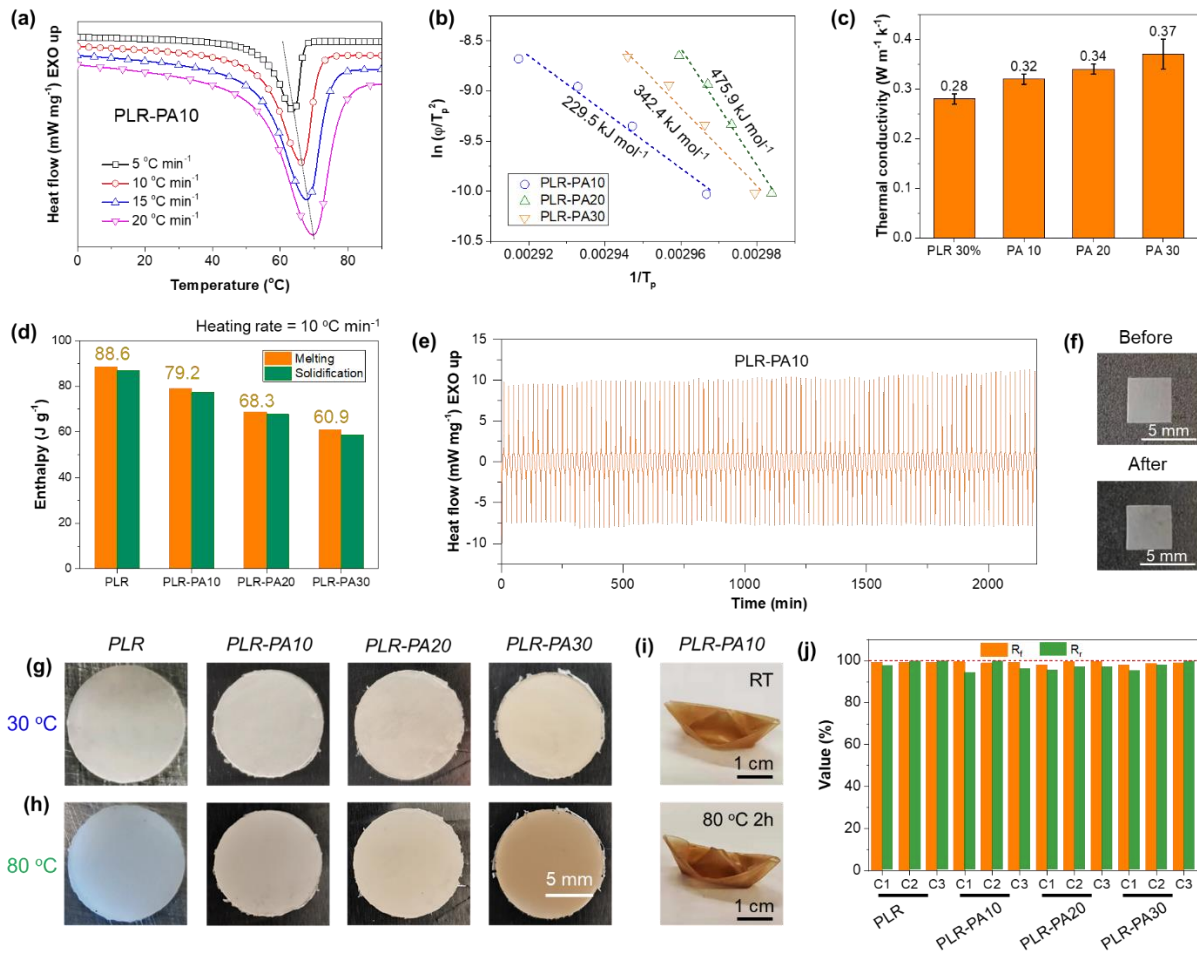 (a)
Heat flow (mW mg⁻¹) EXO up
PLR-PA10
5 °C min⁻¹
10 °C min⁻¹
15 °C min⁻¹
20 °C min⁻¹
0 20 40 60 80
Temperature (°C)
(b)
ln (φ/Tp²)
-8.5
-9.0
-9.5
-10.0
-10.5
229.5 kJ mol⁻¹
342.4 kJ mol⁻¹
475.9 kJ mol⁻¹
PLR-PA10
PLR-PA20
PLR-PA30
0.00292 0.00294 0.00296 0.00298
1/Tp
(c)
Thermal conductivity (W m⁻¹ k⁻¹)
0.4
0.3
0.2
0.1
0.0
0.28 0.32 0.34 0.37
PLR 30% PA 10 PA 20 PA 30
(d)
Heating rate = 10 °C min⁻¹
Enthalpy (J g⁻¹)
100
80
60
40
20
0
88.6
79.2
68.3
60.9
Melting
Solidification
PLR PLR-PA10 PLR-PA20 PLR-PA30
(e)
Heat flow (mW mg⁻¹) EXO up
15
10
5
0
-5
-10
PLR-PA10
0 500 1000 1500 2000
Time (min)
(f)
Before
5 mm
After
5 mm
PLR PLR-PA10 PLR-PA20 PLR-PA30
(g)
30 °C
(h)
80 °C
5 mm
(i)
PLR-PA10
RT
1 cm
80 °C 2h
1 cm
(j)
Rf Rr
Value (%)
100
80
60
40
20
0
C1 C2 C3 C1 C2 C3 C1 C2 C3 C1 C2 C3
PLR PLR-PA10 PLR-PA20 PLR-PA30